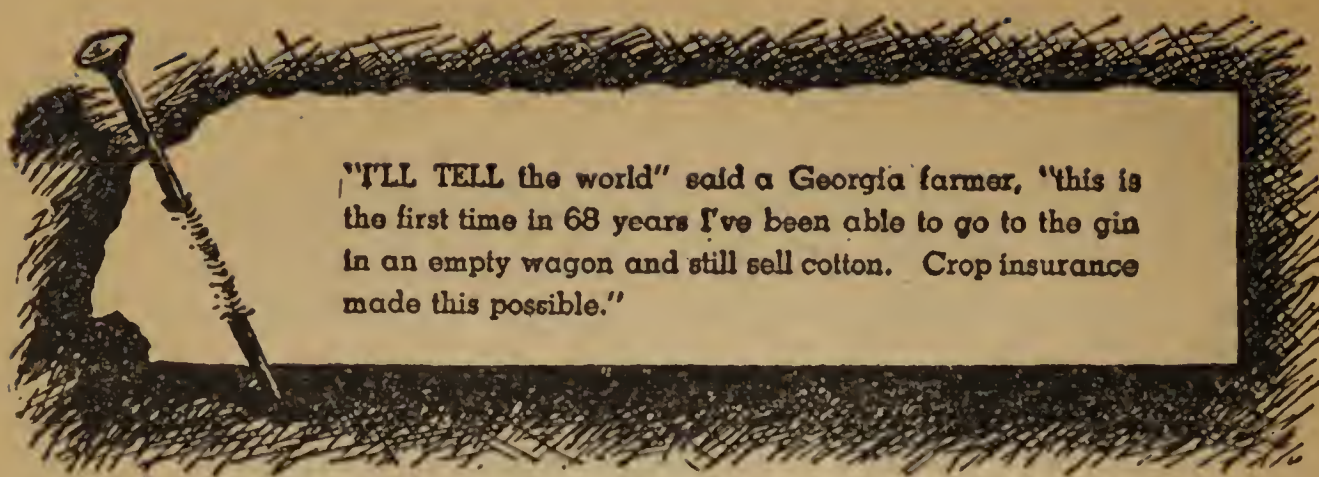 "I'LL TELL the world" said a Georgia farmer, "this is
the first time in 68 years I've been able to go to the gin
in an empty wagon and still sell cotton. Crop insurance
made this possible."